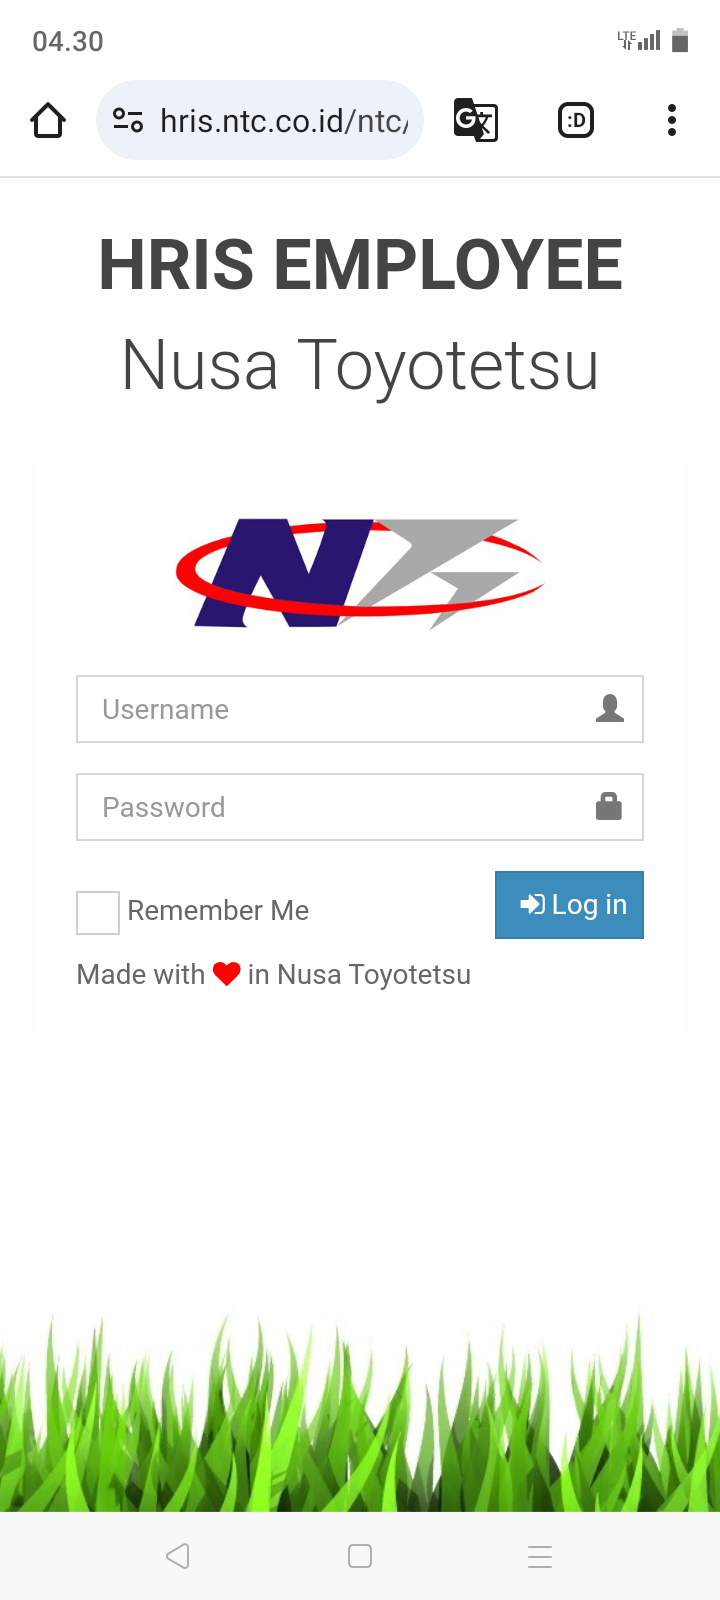 04.30
LTE
hris.ntc.co.id/ntc/
:D
HRIS EMPLOYEE
Nusa Toyotetsu
Username
Password
Remember Me
Log in
Made with ❤ in Nusa Toyotetsu